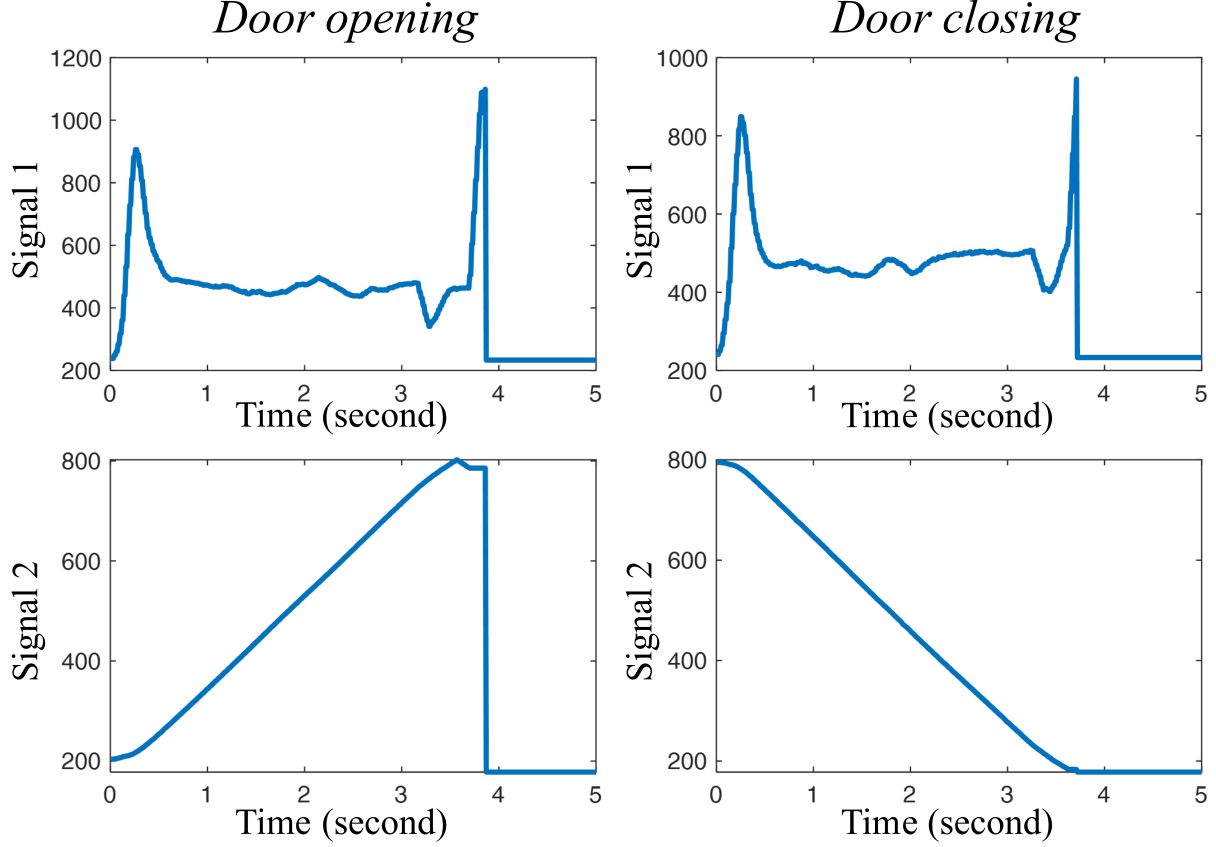 Door opening
Door closing
Signal 1
1200
1000
800
600
400
200
0 1 2 3 4 5
Time (second)
Signal 1
1000
800
600
400
200
0 1 2 3 4 5
Time (second)
Signal 2
800
600
400
200
0 1 2 3 4 5
Time (second)
Signal 2
800
600
400
200
0 1 2 3 4 5
Time (second)